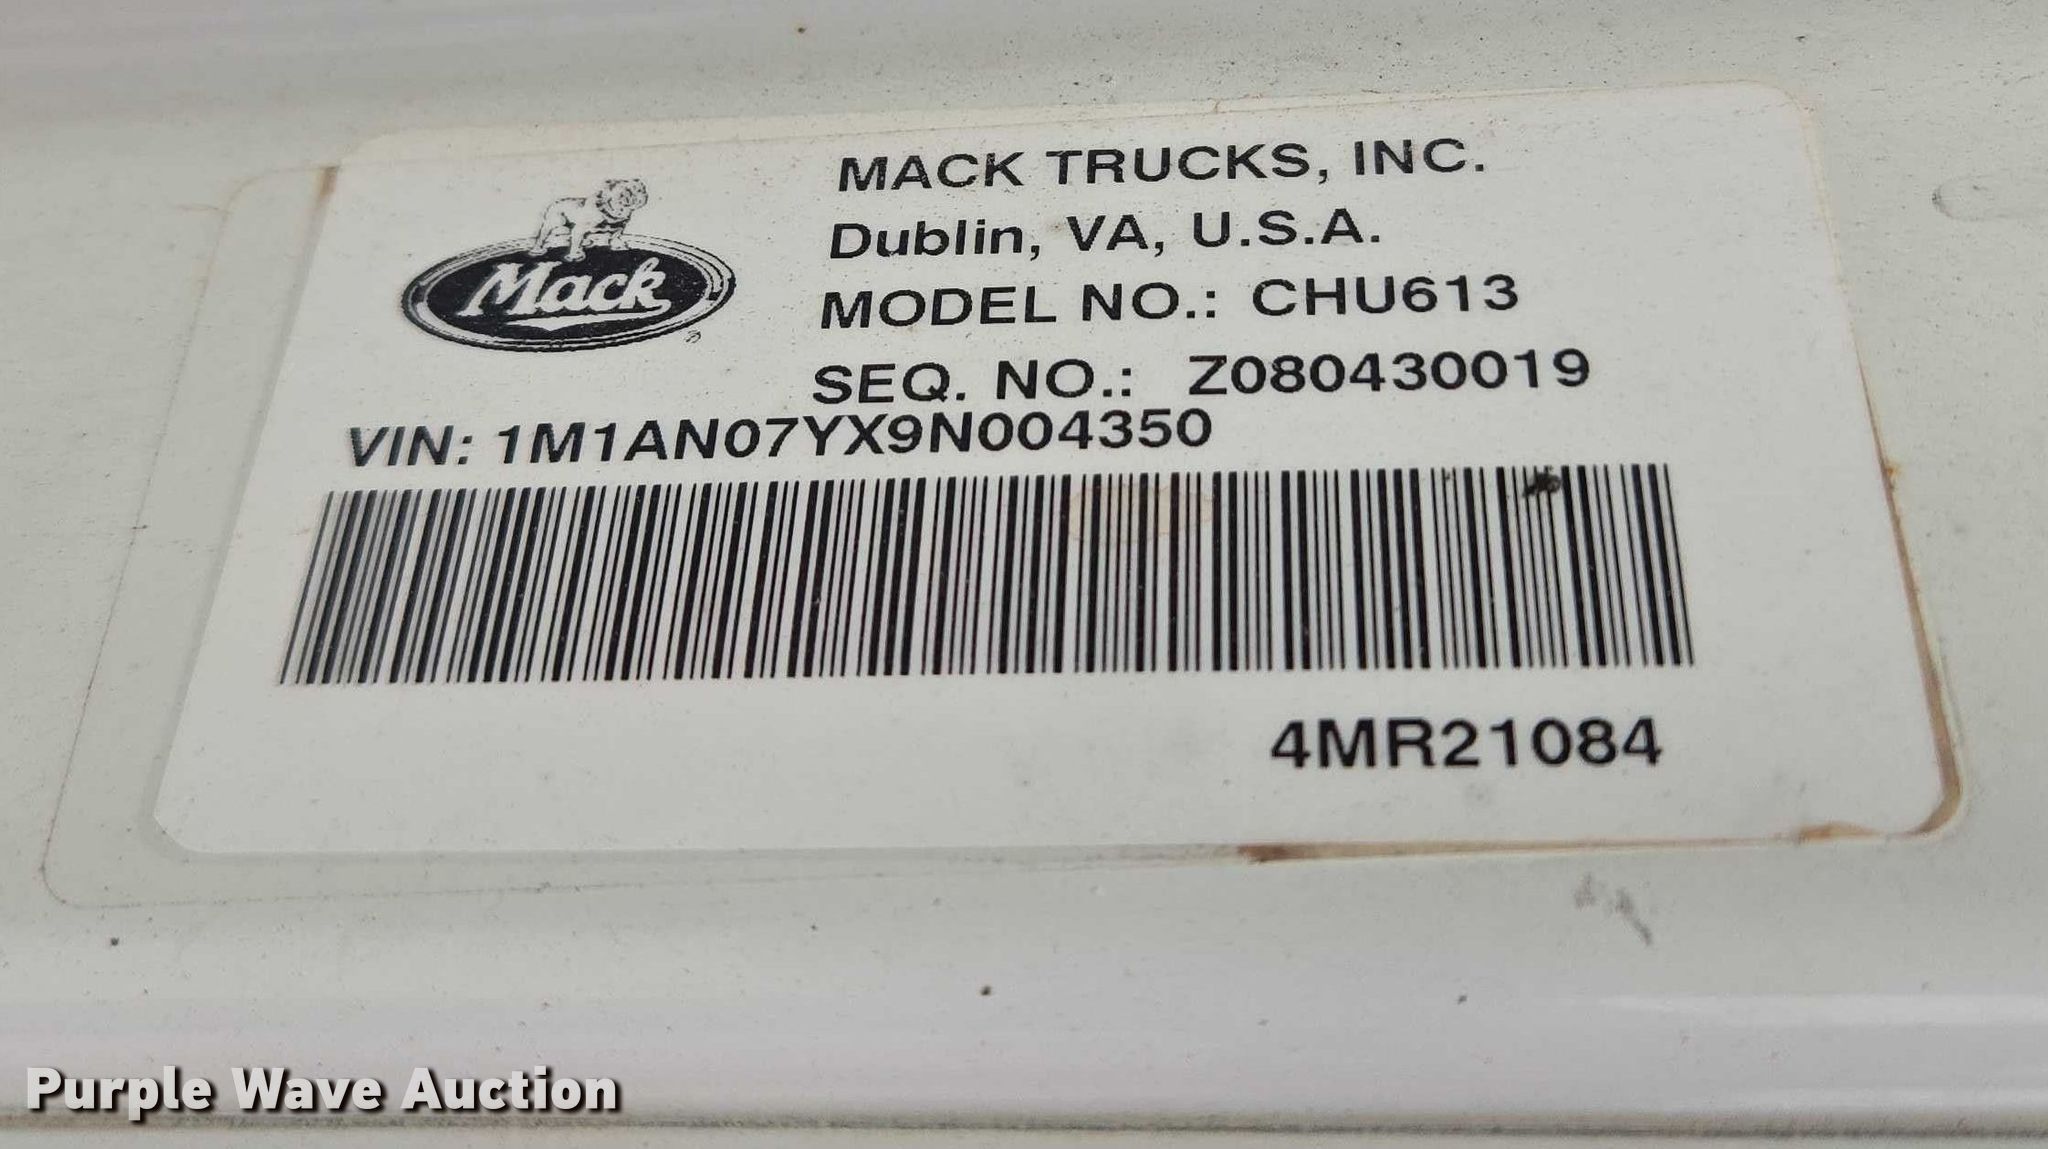 Mack
MACK TRUCKS, INC.
Dublin, VA, U.S.A.
MODEL NO.: CHU613
SEQ. NO.: Z080430019
VIN: 1M1AN07YX9N004350
4MR21084
Purple Wave Auction